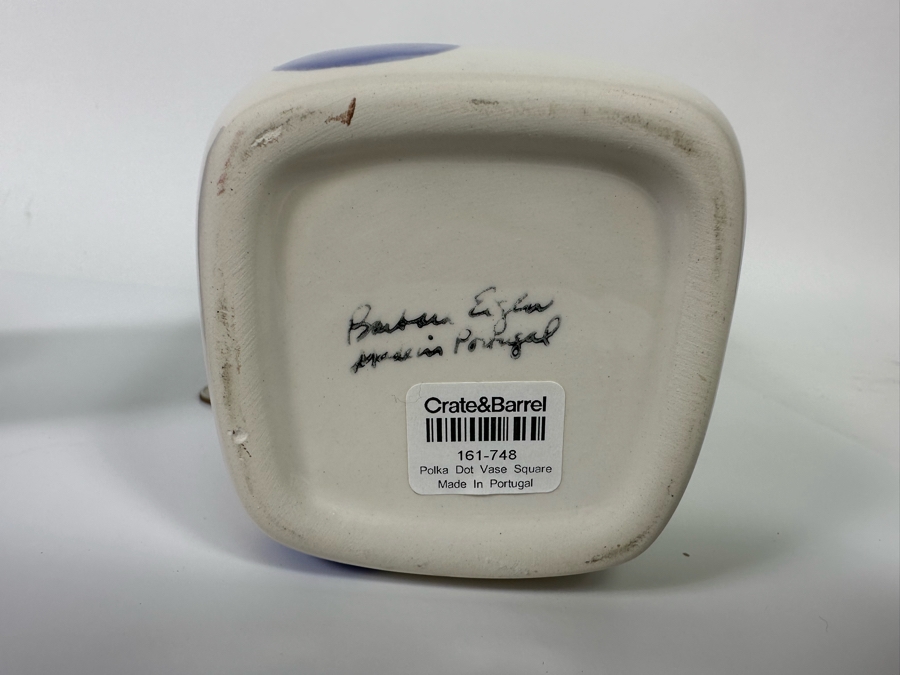 Barbara Eigen
Made in Portugal
Crate&Barrel
161-748
Polka Dot Vase Square
Made In Portugal